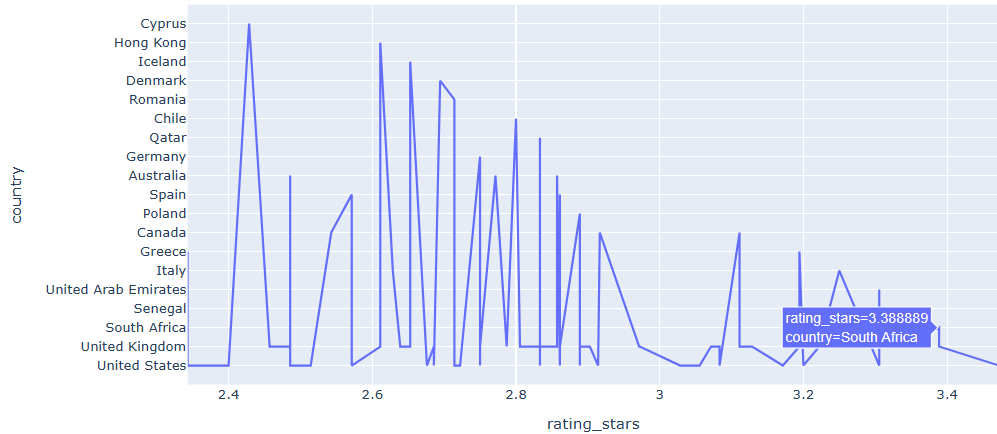 Cyprus
Hong Kong
Iceland
Denmark
Romania
Chile
Qatar
Germany
Australia
Spain
Poland
Canada
Greece
Italy
United Arab Emirates
Senegal
South Africa
United Kingdom
United States
country
rating_stars=3.388889
country=South Africa
2.4 2.6 2.8 3 3.2 3.4
rating_stars